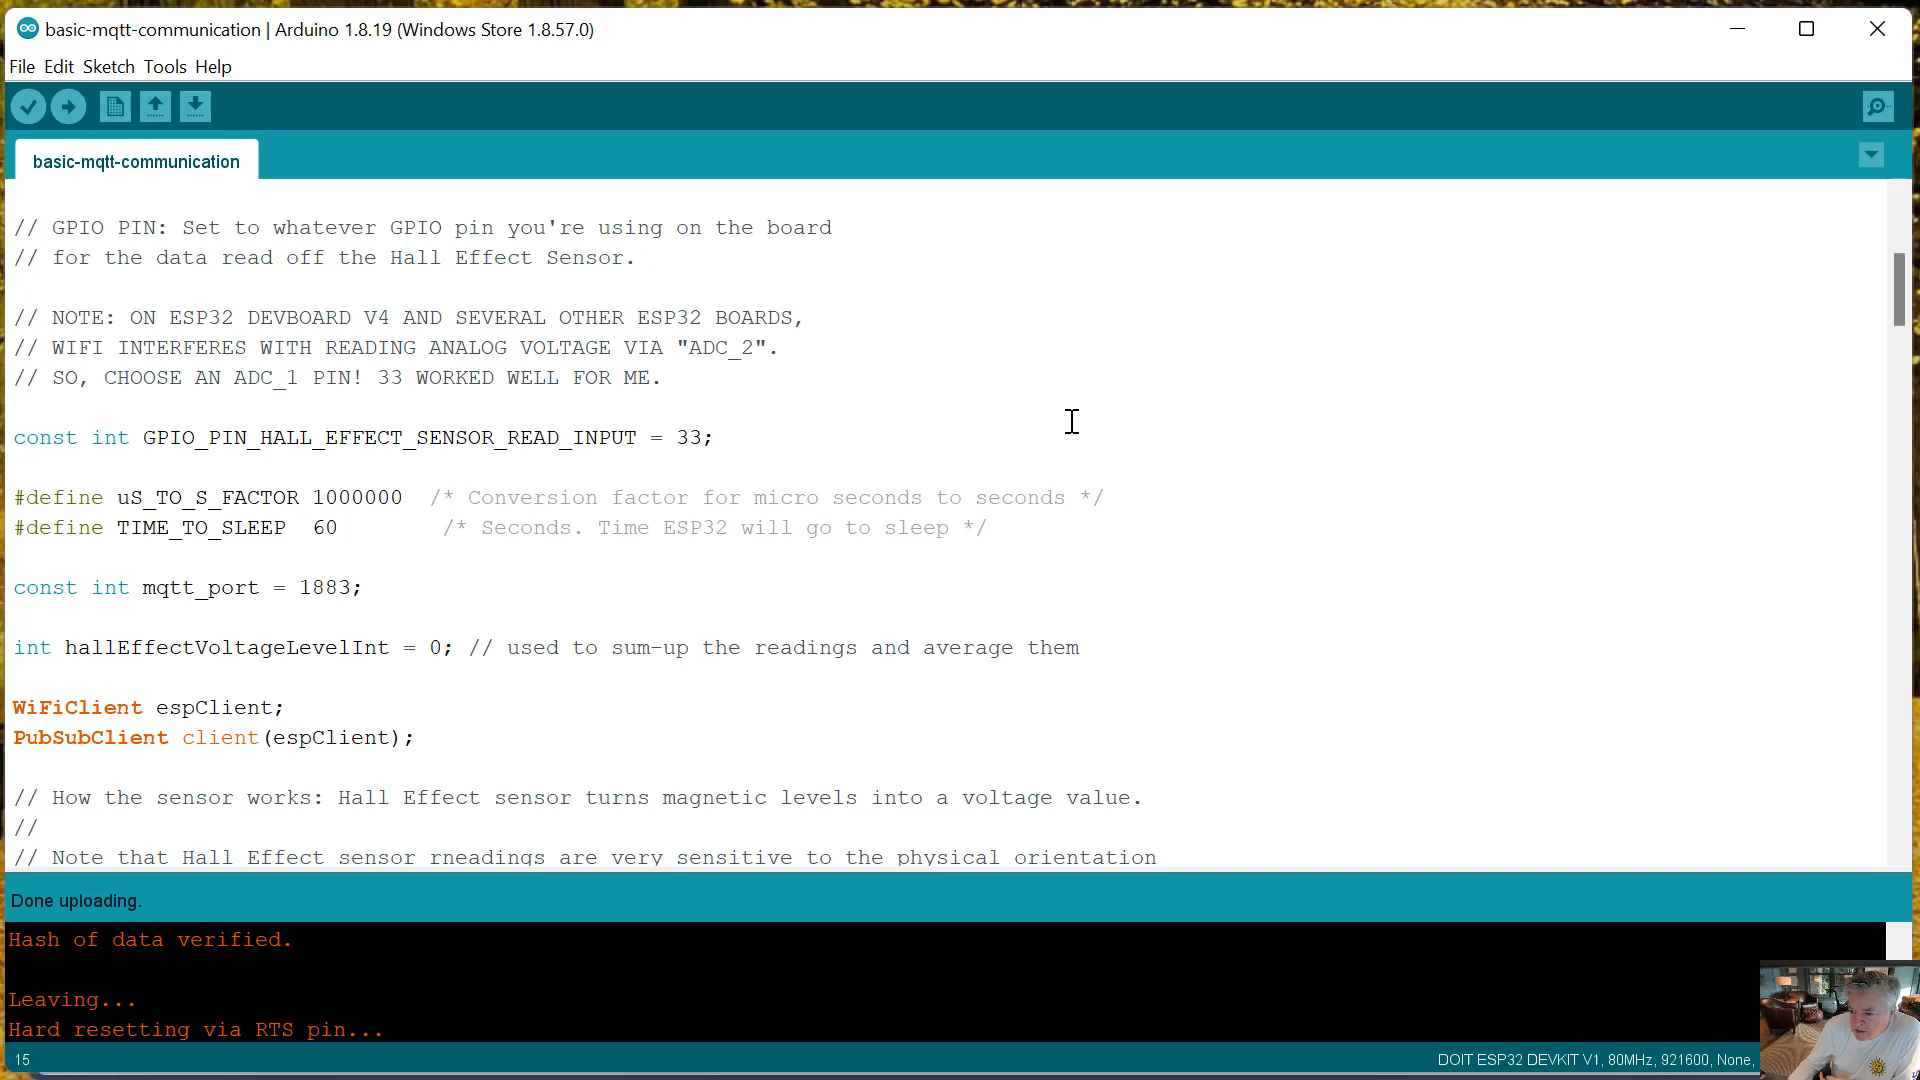 basic-mqtt-communication | Arduino 1.8.19 (Windows Store 1.8.57.0)
File Edit Sketch Tools Help
basic-mqtt-communication
// GPIO PIN: Set to whatever GPIO pin you're using on the board
// for the data read off the Hall Effect Sensor.
// NOTE: ON ESP32 DEVBOARD V4 AND SEVERAL OTHER ESP32 BOARDS,
// WIFI INTERFERES WITH READING ANALOG VOLTAGE VIA "ADC_2".
// SO, CHOOSE AN ADC_1 PIN! 33 WORKED WELL FOR ME.
const int GPIO_PIN_HALL_EFFECT_SENSOR_READ_INPUT = 33;
#define uS_TO_S_FACTOR 1000000  /* Conversion factor for micro seconds to seconds */
#define TIME_TO_SLEEP  60        /* Seconds. Time ESP32 will go to sleep */
const int mqtt_port = 1883;
int hallEffectVoltageLevelInt = 0; // used to sum-up the readings and average them
WiFiClient espClient;
PubSubClient client(espClient);
// How the sensor works: Hall Effect sensor turns magnetic levels into a voltage value.
//
// Note that Hall Effect sensor rneadings are very sensitive to the physical orientation
Done uploading.
Hash of data verified.
Leaving...
Hard resetting via RTS pin...
15
DOIT ESP32 DEVKIT V1, 80MHz, 921600, None,